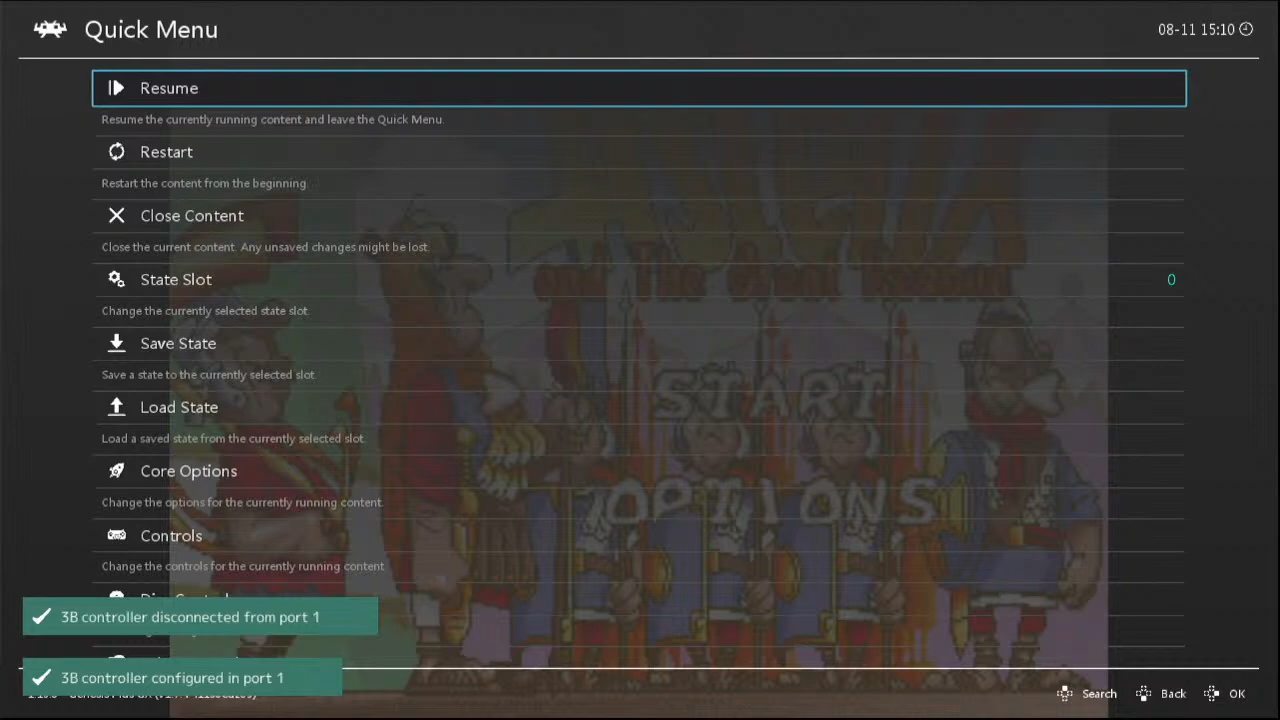 Quick Menu
08-11 15:10
Resume
Resume the currently running content and leave the Quick Menu.
Restart
Restart the content from the beginning
Close Content
Close the current content. Any unsaved changes might be lost.
and The Great Rescue
State Slot
0
Change the currently selected state slot.
Save State
Save a state to the currently selected slot.
START
Load State
Load a saved state from the currently selected slot.
Core Options
Change the options for the currently running content.
OPTIONS
Controls
Change the controls for the currently running content
3B controller disconnected from port 1
3B controller configured in port 1
Search
Back
OK